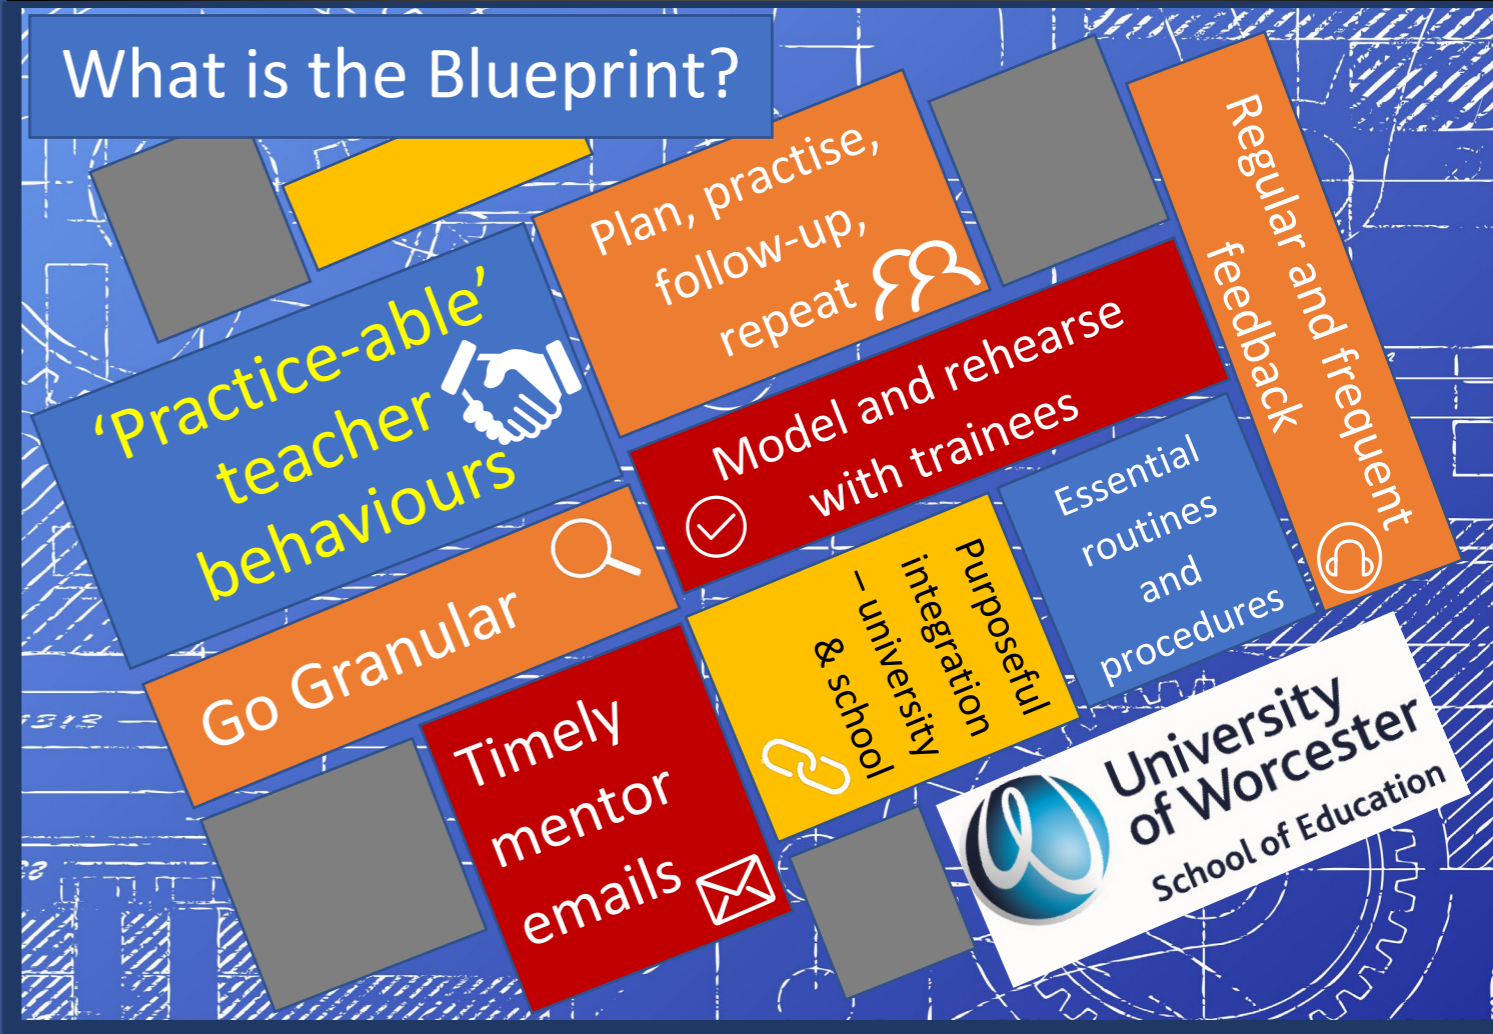 What is the Blueprint?
Plan, practise,
follow-up,
repeat
Regular and frequent
feedback
'Practice-able'
teacher
behaviours
Model and rehearse
with trainees
Essential
routines
and
procedures
Go Granular
Purposeful
integration
– university
& school
Timely
mentor
emails
University
of Worcester
School of Education
1313